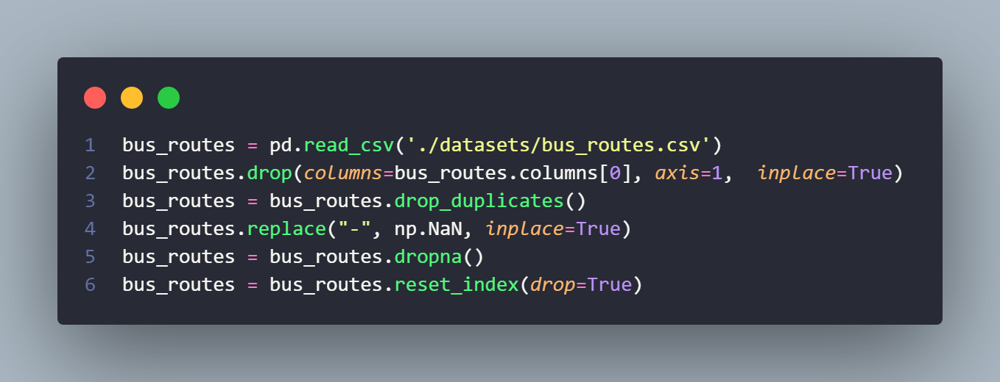 1 bus_routes = pd.read_csv('./datasets/bus_routes.csv')
2 bus_routes.drop(columns=bus_routes.columns[0], axis=1,  inplace=True)
3 bus_routes = bus_routes.drop_duplicates()
4 bus_routes.replace("-", np.NaN, inplace=True)
5 bus_routes = bus_routes.dropna()
6 bus_routes = bus_routes.reset_index(drop=True)